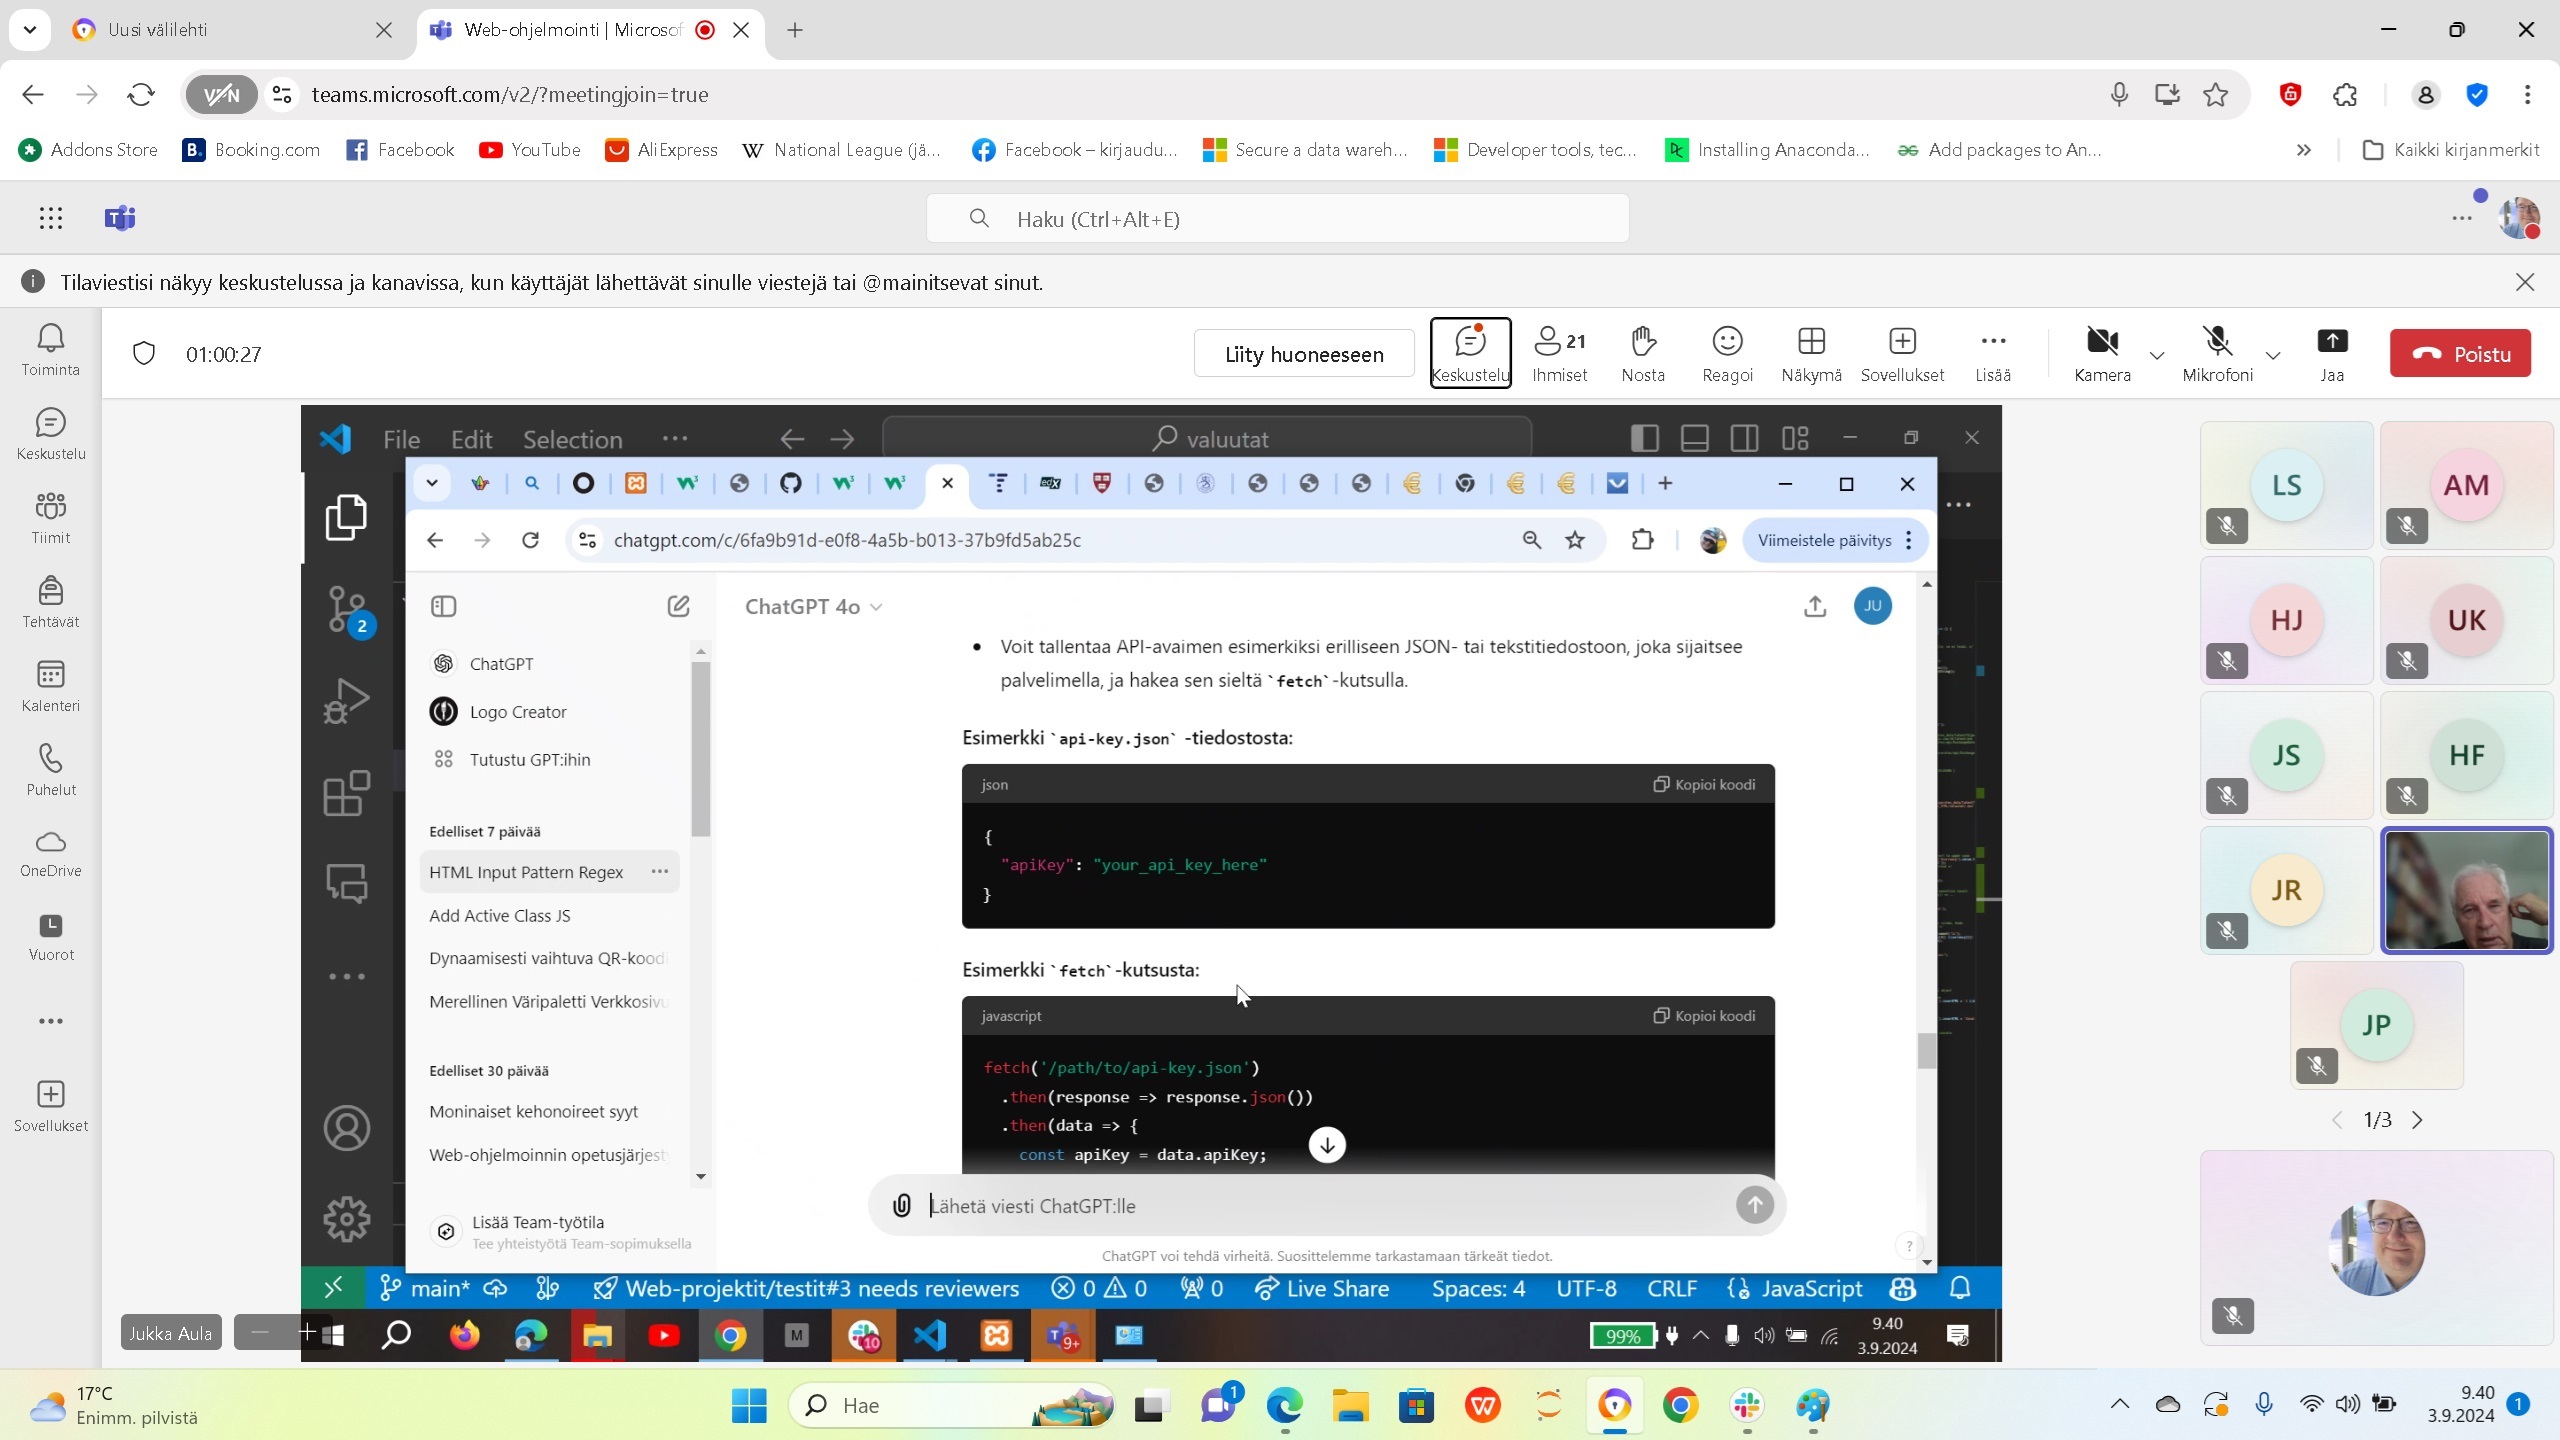 Uusi välilehti
Web-ohjelmointi | Microsof
teams.microsoft.com/v2/?meetingjoin=true
Addons Store
Booking.com
Facebook
YouTube
AliExpress
National League (jä...
Facebook – kirjaudu...
Secure a data wareh...
Developer tools, tec...
Installing Anaconda...
Add packages to An...
Kaikki kirjanmerkit
Haku (Ctrl+Alt+E)
Tilaviestisi näkyy keskustelussa ja kanavissa, kun käyttäjät lähettävät sinulle viestejä tai @mainitsevat sinut.
01:00:27
Liity huoneeseen
Keskustelu
21
Ihmiset
Nosta
Reagoi
Näkymä
Sovellukset
Lisää
Kamera
Mikrofoni
Jaa
Poistu
Toiminta
Keskustelu
Tiimit
Tehtävät
Kalenteri
Puhelut
OneDrive
Vuorot
Sovellukset
File Edit Selection ...
valuutat
2
chatgpt.com/c/6fa9b91d-e0f8-4a5b-b013-37b9fd5ab25c
Viimeistele päivitys
ChatGPT 4o
JU
ChatGPT
Logo Creator
Tutustu GPT:ihin
Edelliset 7 päivää
HTML Input Pattern Regex
Add Active Class JS
Dynaamisesti vaihtuva QR-koodi
Merellinen Väripaletti Verkkosivu
Edelliset 30 päivää
Moninaiset kehonoireet syyt
Web-ohjelmoinnin opetusjärjest
Lisää Team-työtila
Tee yhteistyötä Team-sopimuksella
• Voit tallentaa API-avaimen esimerkiksi erilliseen JSON- tai tekstitiedostoon, joka sijaitsee
palvelimella, ja hakea sen sieltä `fetch`-kutsulla.
Esimerkki `api-key.json` -tiedostosta:
json
Kopioi koodi
{
"apiKey": "your_api_key_here"
}
Esimerkki `fetch`-kutsusta:
javascript
Kopioi koodi
fetch('/path/to/api-key.json')
.then(response => response.json())
.then(data => {
const apiKey = data.apiKey;
Lähetä viesti ChatGPT:lle
ChatGPT voi tehdä virheitä. Suosittelemme tarkastamaan tärkeät tiedot.
?
main*
Web-projektit/testit#3 needs reviewers
0 0
0
Live Share
Spaces: 4
UTF-8
CRLF
JavaScript
Jukka Aula
10
9+
99%
9.40
3.9.2024
LS
AM
HJ
UK
JS
HF
JR
JP
1/3
17°C
Enimm. pilvistä
Hae
1
9.40
3.9.2024
1